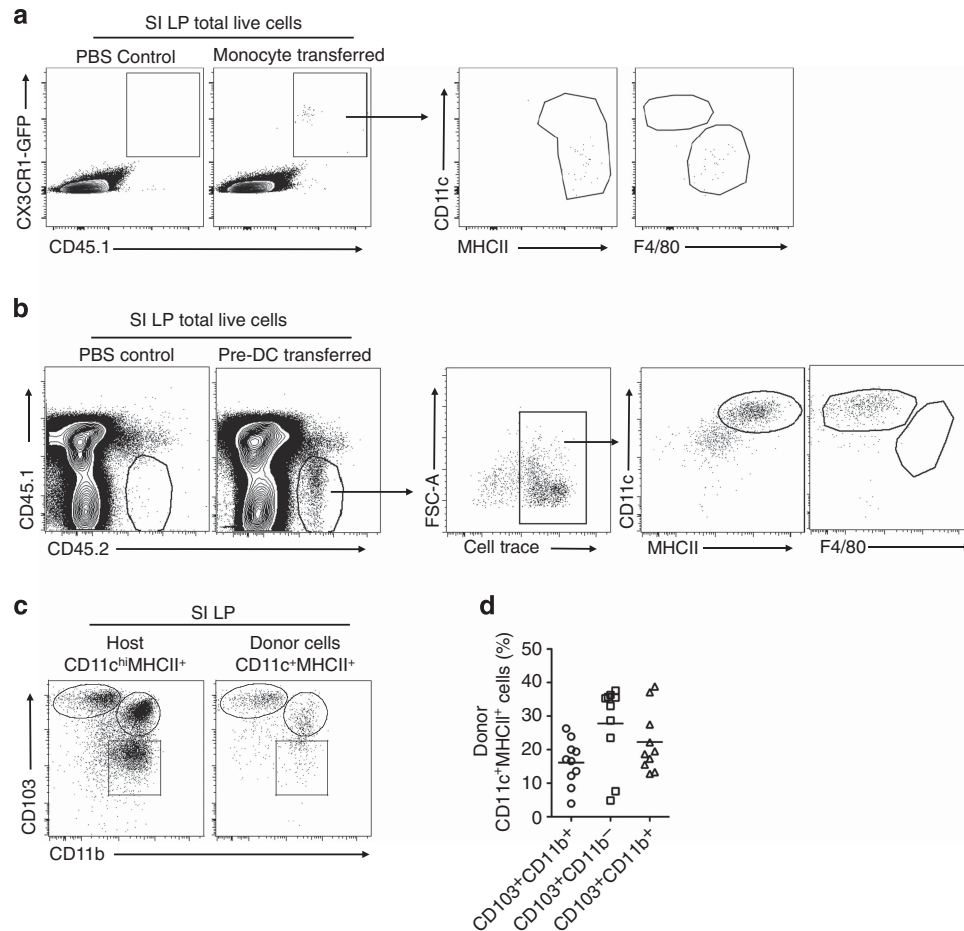 a
SI LP total live cells
PBS Control
Monocyte transferred
CX3CR1-GFP
CD45.1
CD11c
MHCII
F4/80
b
SI LP total live cells
PBS control
Pre-DC transferred
CD45.1
CD45.2
FSC-A
Cell trace
CD11c
MHCII
F4/80
c
SI LP
Host
CD11c^hiMHCII⁺
Donor cells
CD11c⁺MHCII⁺
CD103
CD11b
d
Donor
CD11c⁺MHCII⁺ cells (%)
50
40
30
20
10
0
CD103⁺CD11b⁺
CD103⁺CD11b⁻
CD103⁺CD11b⁺